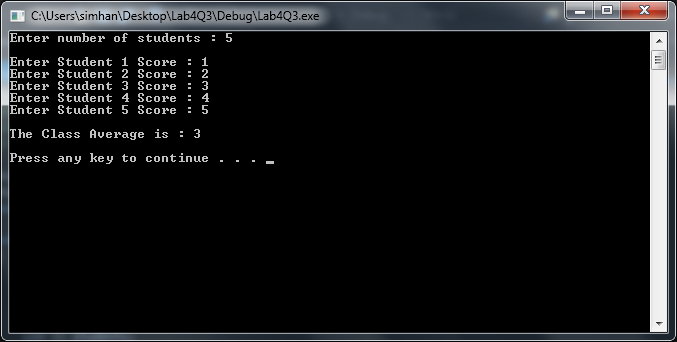 C:\Users\simhan\Desktop\Lab4Q3\Debug\Lab4Q3.exe
Enter number of students : 5
Enter Student 1 Score : 1
Enter Student 2 Score : 2
Enter Student 3 Score : 3
Enter Student 4 Score : 4
Enter Student 5 Score : 5
The Class Average is : 3
Press any key to continue . . . _